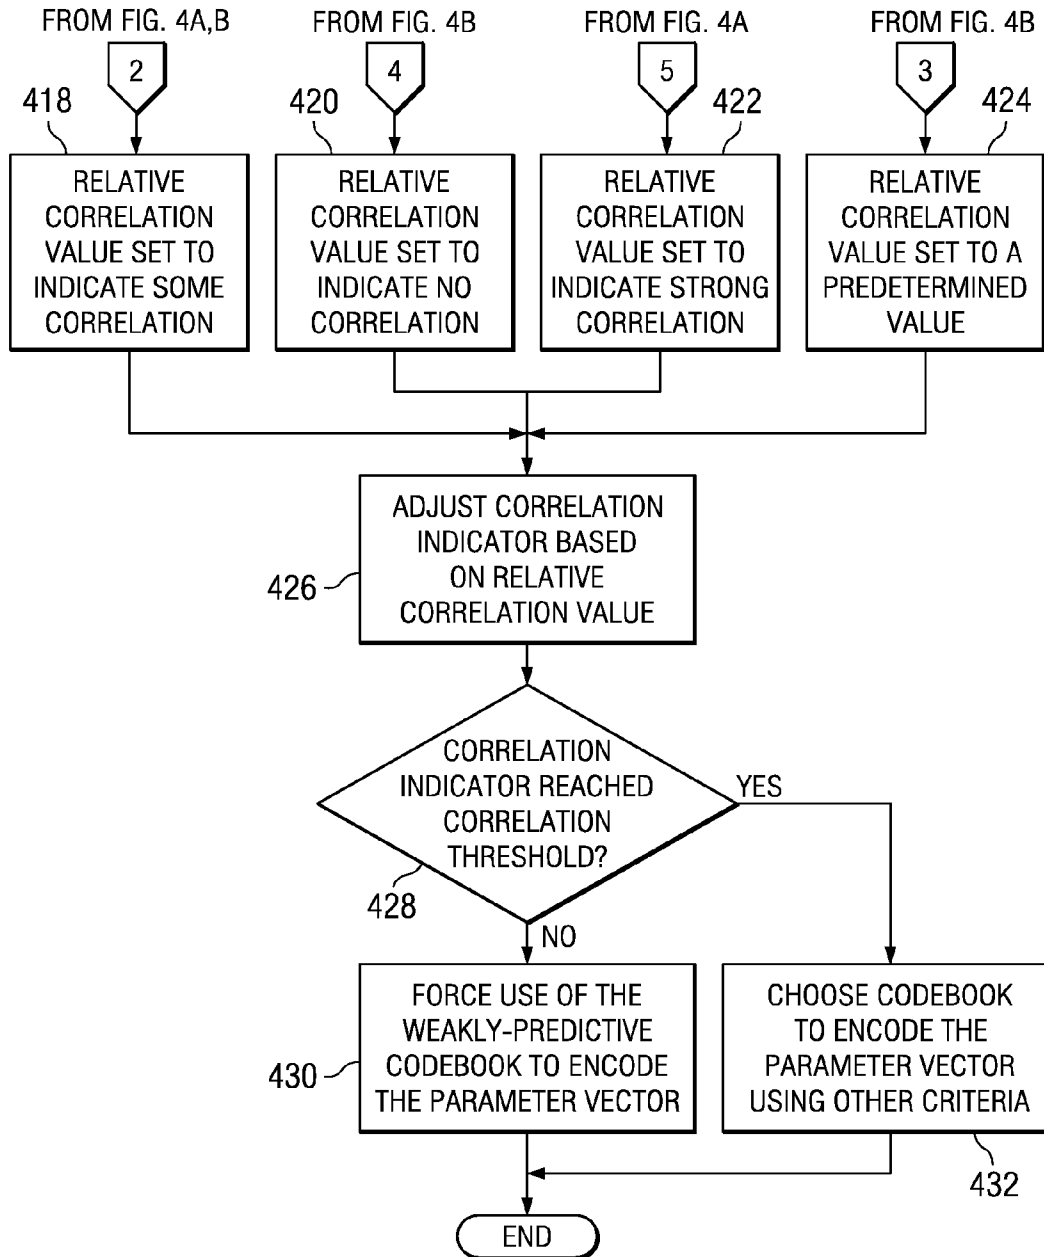 FROM FIG. 4A,B
FROM FIG. 4B
FROM FIG. 4A
FROM FIG. 4B
2
4
5
3
418
420
422
424
RELATIVE
CORRELATION
VALUE SET TO
INDICATE SOME
CORRELATION
RELATIVE
CORRELATION
VALUE SET TO
INDICATE NO
CORRELATION
RELATIVE
CORRELATION
VALUE SET TO
INDICATE STRONG
CORRELATION
RELATIVE
CORRELATION
VALUE SET TO A
PREDETERMINED
VALUE
ADJUST CORRELATION
INDICATOR BASED
ON RELATIVE
CORRELATION VALUE
426
CORRELATION
INDICATOR REACHED
CORRELATION
THRESHOLD?
YES
428
NO
FORCE USE OF THE
WEAKLY-PREDICTIVE
CODEBOOK TO ENCODE
THE PARAMETER VECTOR
430
CHOOSE CODEBOOK
TO ENCODE THE
PARAMETER VECTOR
USING OTHER CRITERIA
432
END